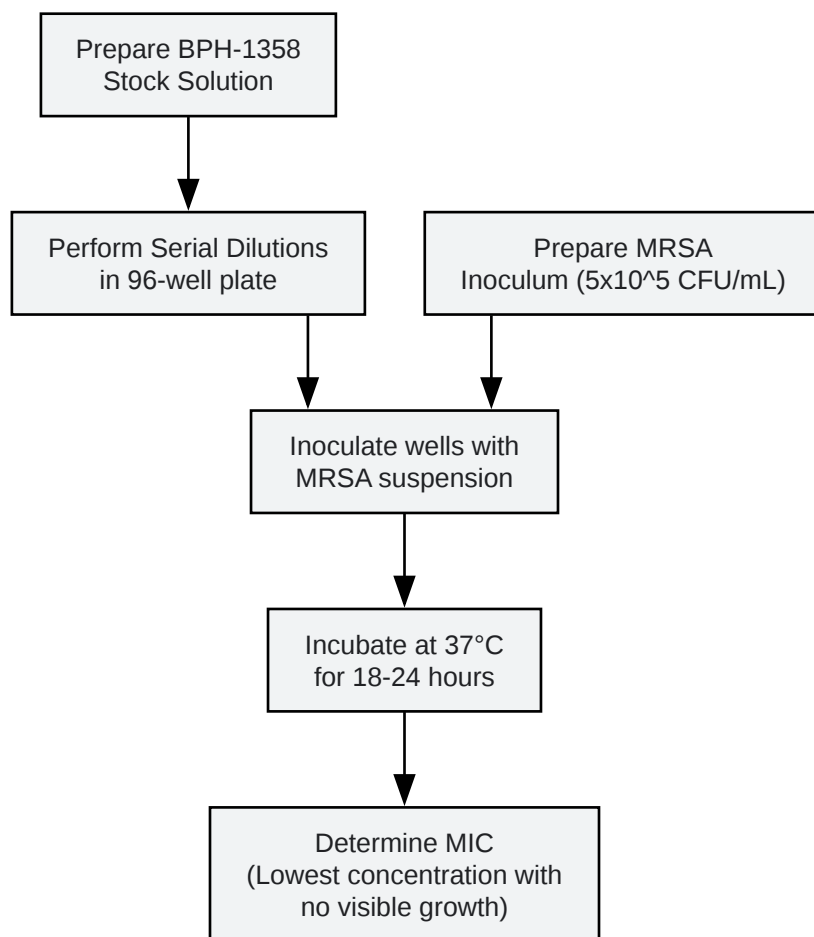 Prepare BPH-1358
Stock Solution
Perform Serial Dilutions
in 96-well plate
Prepare MRSA
Inoculum (5x10^5 CFU/mL)
Inoculate wells with
MRSA suspension
Incubate at 37°C
for 18-24 hours
Determine MIC
(Lowest concentration with
no visible growth)